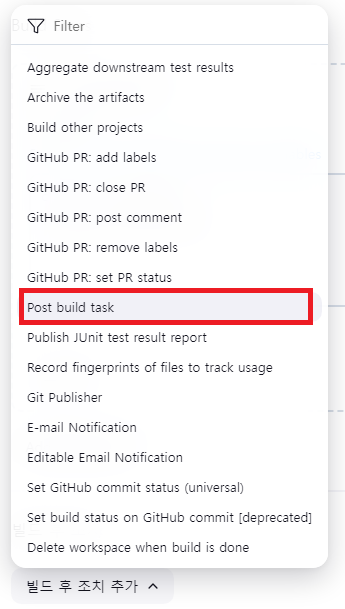 Filter
Aggregate downstream test results
Archive the artifacts
Build other projects
GitHub PR: add labels
GitHub PR: close PR
GitHub PR: post comment
GitHub PR: remove labels
GitHub PR: set PR status
Post build task
Publish JUnit test result report
Record fingerprints of files to track usage
Git Publisher
E-mail Notification
Editable Email Notification
Set GitHub commit status (universal)
Set build status on GitHub commit [deprecated]
Delete workspace when build is done
빌드 후 조치 추가